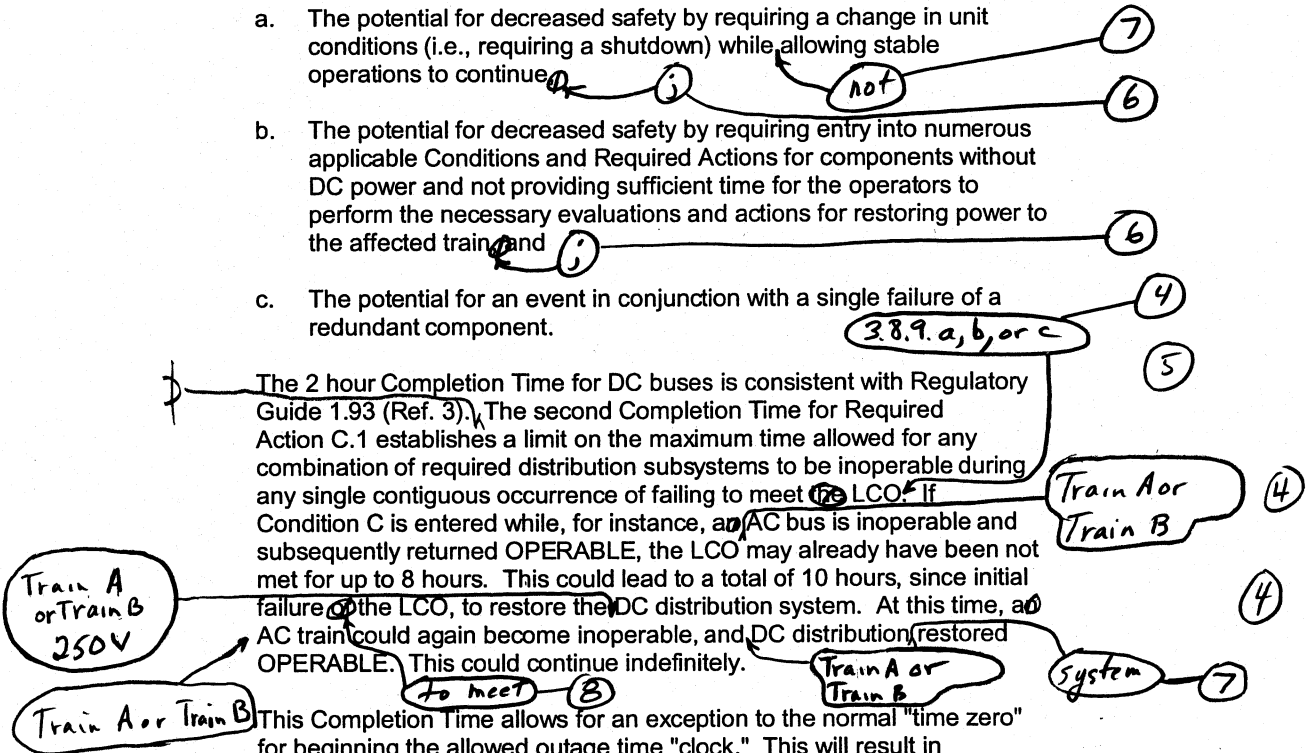 a. The potential for decreased safety by requiring a change in unit
conditions (i.e., requiring a shutdown) while allowing stable
operations to continue
;
not
7
6
b. The potential for decreased safety by requiring entry into numerous
applicable Conditions and Required Actions for components without
DC power and not providing sufficient time for the operators to
perform the necessary evaluations and actions for restoring power to
the affected train and
;
6
c. The potential for an event in conjunction with a single failure of a
redundant component.
4
3.8.9. a, b, or c
5
The 2 hour Completion Time for DC buses is consistent with Regulatory
Guide 1.93 (Ref. 3). The second Completion Time for Required
Action C.1 establishes a limit on the maximum time allowed for any
combination of required distribution subsystems to be inoperable during
any single contiguous occurrence of failing to meet the LCO. If
Train A or
Train B
4
Condition C is entered while, for instance, an AC bus is inoperable and
subsequently returned OPERABLE, the LCO may already have been not
met for up to 8 hours. This could lead to a total of 10 hours, since initial
Train A
or Train B
250V
4
failure of the LCO, to restore the DC distribution system. At this time, an
AC train could again become inoperable, and DC distribution restored
OPERABLE. This could continue indefinitely.
to meet
8
Train A or
Train B
system
7
Train A or Train B
This Completion Time allows for an exception to the normal "time zero"
for beginning the allowed outage time "clock." This will result in